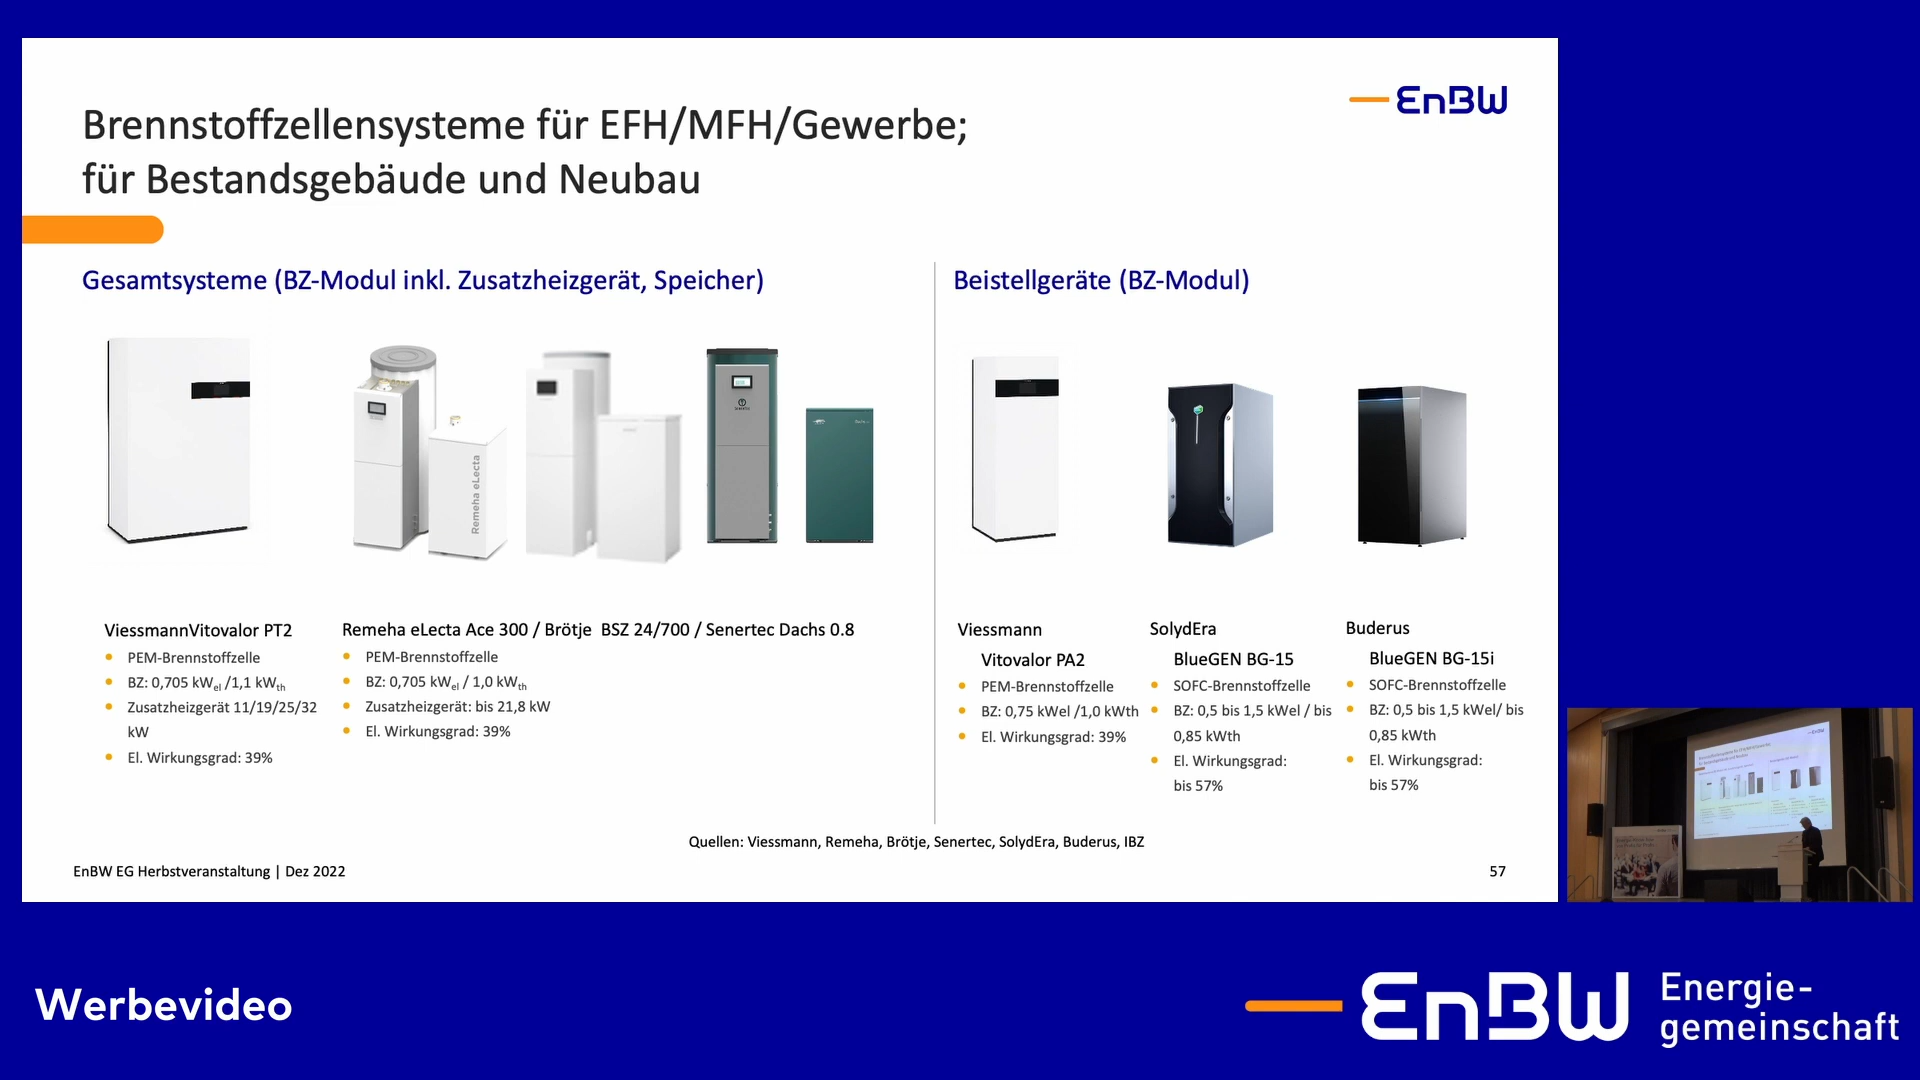 EnBW
Brennstoffzellensysteme für EFH/MFH/Gewerbe;
für Bestandsgebäude und Neubau
Gesamtsysteme (BZ-Modul inkl. Zusatzheizgerät, Speicher)
Remeha eLecta
ViessmannVitovalor PT2
PEM-Brennstoffzelle
BZ: 0,705 kWel /1,1 kWth
Zusatzheizgerät 11/19/25/32
kW
El. Wirkungsgrad: 39%
Remeha eLecta Ace 300 / Brötje BSZ 24/700 / Senertec Dachs 0.8
PEM-Brennstoffzelle
BZ: 0,705 kWel / 1,0 kWth
Zusatzheizgerät: bis 21,8 kW
El. Wirkungsgrad: 39%
Beistellgeräte (BZ-Modul)
Viessmann
Vitovalor PA2
PEM-Brennstoffzelle
BZ: 0,75 kWel /1,0 kWth
El. Wirkungsgrad: 39%
SolydEra
BlueGEN BG-15
SOFC-Brennstoffzelle
BZ: 0,5 bis 1,5 kWel / bis
0,85 kWth
El. Wirkungsgrad:
bis 57%
Buderus
BlueGEN BG-15i
SOFC-Brennstoffzelle
BZ: 0,5 bis 1,5 kWel/ bis
0,85 kWth
El. Wirkungsgrad:
bis 57%
Quellen: Viessmann, Remeha, Brötje, Senertec, SolydEra, Buderus, IBZ
EnBW EG Herbstveranstaltung | Dez 2022
57
Werbevideo
EnBW
Energie-
gemeinschaft